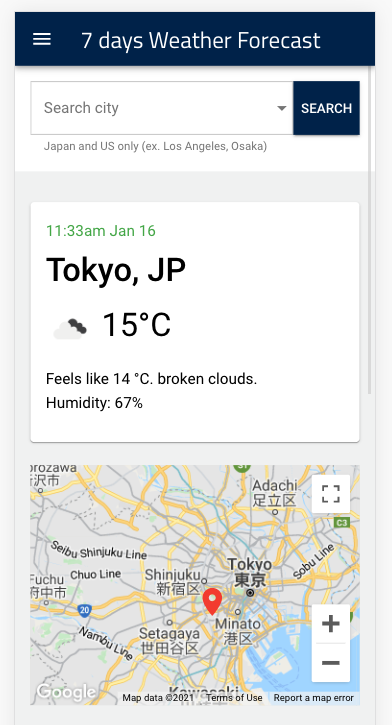 7 days Weather Forecast
Search city
SEARCH
Japan and US only (ex. Los Angeles, Osaka)
11:33am Jan 16
Tokyo, JP
15°C
Feels like 14 °C. broken clouds.
Humidity: 67%
orozawa
沢市
Adachi
足立区
C3
Seibu Shinjuku Line
Chuo Line
Sobu Line
Tokyo
東京
Shinjuku
新宿区
Fuchu
府中市
20
Minato
港区
Setagaya
世田谷区
Nambu Line
Kawasaki
Google
Map data ©2021
Terms of Use
Report a map error